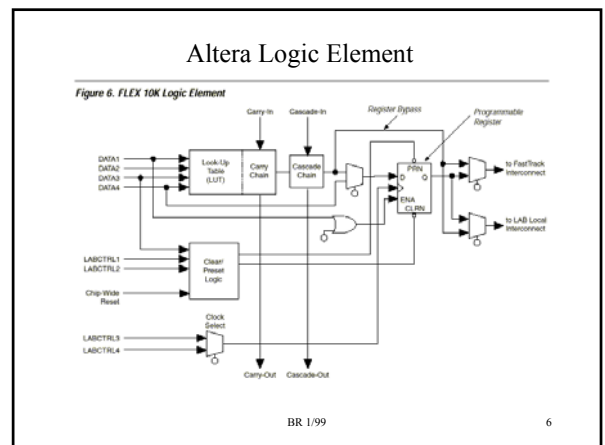 Altera Logic Element
Figure 6. FLEX 10K Logic Element
Carry-In
Cascade-In
Register Bypass
Programmable
Register
DATA1
DATA2
DATA3
DATA4
Look-Up
Table
(LUT)
Carry
Chain
Cascade
Chain
PRN
D
Q
ENA
CLRN
to FastTrack
Interconnect
to LAB Local
Interconnect
LABCTRL1
LABCTRL2
Clear/
Preset
Logic
Chip-Wide
Reset
Clock
Select
LABCTRL3
LABCTRL4
Carry-Out
Cascade-Out
BR 1/99
6